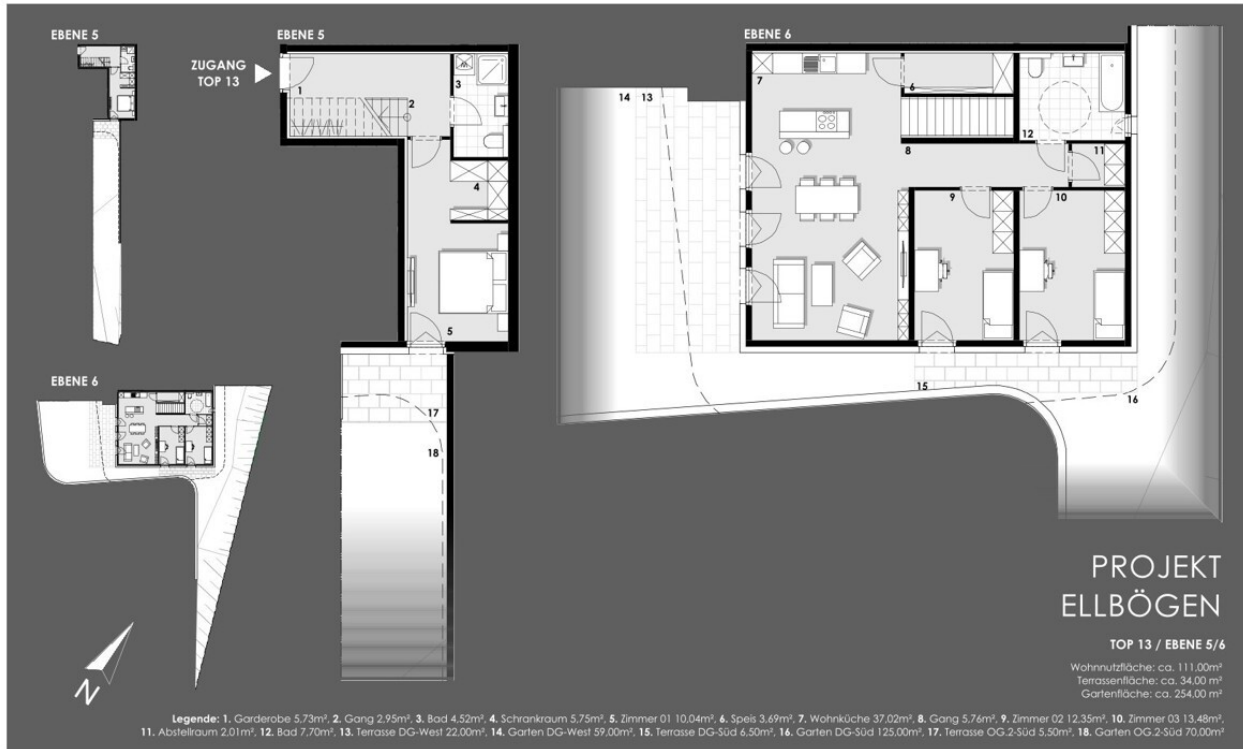 EBENE 5
EBENE 5
EBENE 6
ZUGANG
TOP 13
1
2
3
4
5
17
18
14 13
7
6
12
8
11
9
10
15
16
EBENE 6
N
PROJEKT
ELLBÖGEN
TOP 13 / EBENE 5/6
Wohnnutzfläche: ca. 111,00m²
Terrassenfläche: ca. 34,00 m²
Gartenfläche: ca. 254,00 m²
Legende: 1. Garderobe 5,73m², 2. Gang 2,95m², 3. Bad 4,52m², 4. Schrankraum 5,75m², 5. Zimmer 01 10,04m², 6. Speis 3,69m², 7. Wohnküche 37,02m², 8. Gang 5,76m², 9. Zimmer 02 12,35m², 10. Zimmer 03 13,48m²,
11. Abstellraum 2,01m², 12. Bad 7,70m², 13. Terrasse DG-West 22,00m², 14. Garten DG-West 59,00m², 15. Terrasse DG-Süd 6,50m², 16. Garten DG-Süd 125,00m², 17. Terrasse OG.2-Süd 5,50m², 18. Garten OG.2-Süd 70,00m²